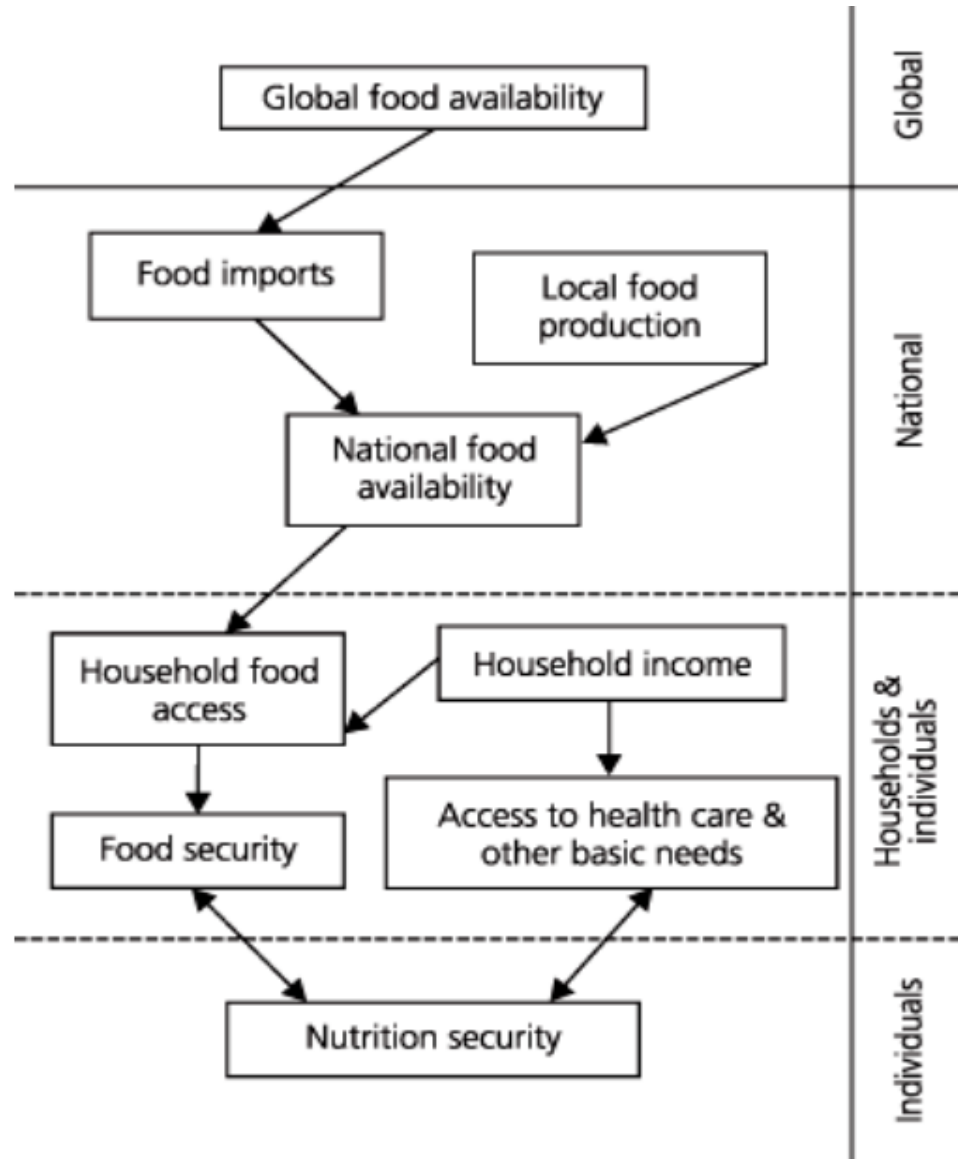 Global food availability
Global
Food imports
Local food
production
National food
availability
National
Household food
access
Household income
Food security
Access to health care &
other basic needs
Households &
individuals
Nutrition security
Individuals